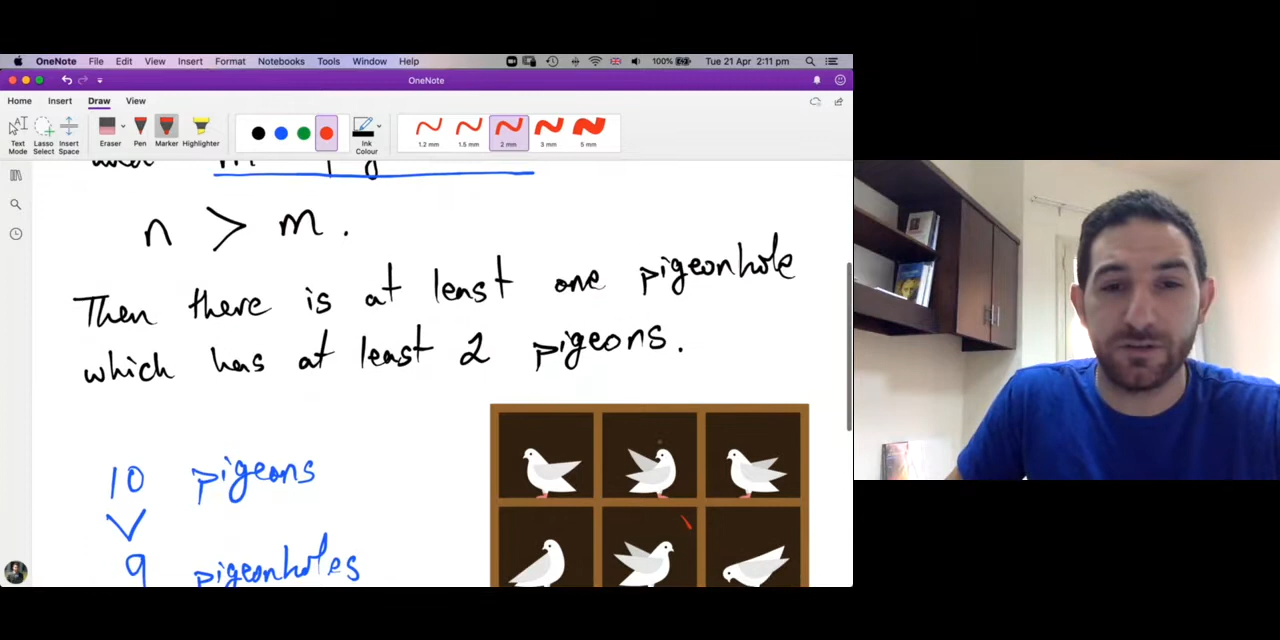 OneNote File Edit View Insert Format Notebooks Tools Window Help 100% Tue 21 Apr 2:11 pm
OneNote
Home Insert Draw View
Text Mode Lasso Select Insert Space Eraser Pen Marker Highlighter Ink Colour 1.2 mm 1.5 mm 2 mm 3 mm 5 mm
n > m .
Then there is at least one pigeonhole
which has at least 2 pigeons.
10 pigeons
9 pigeonholes